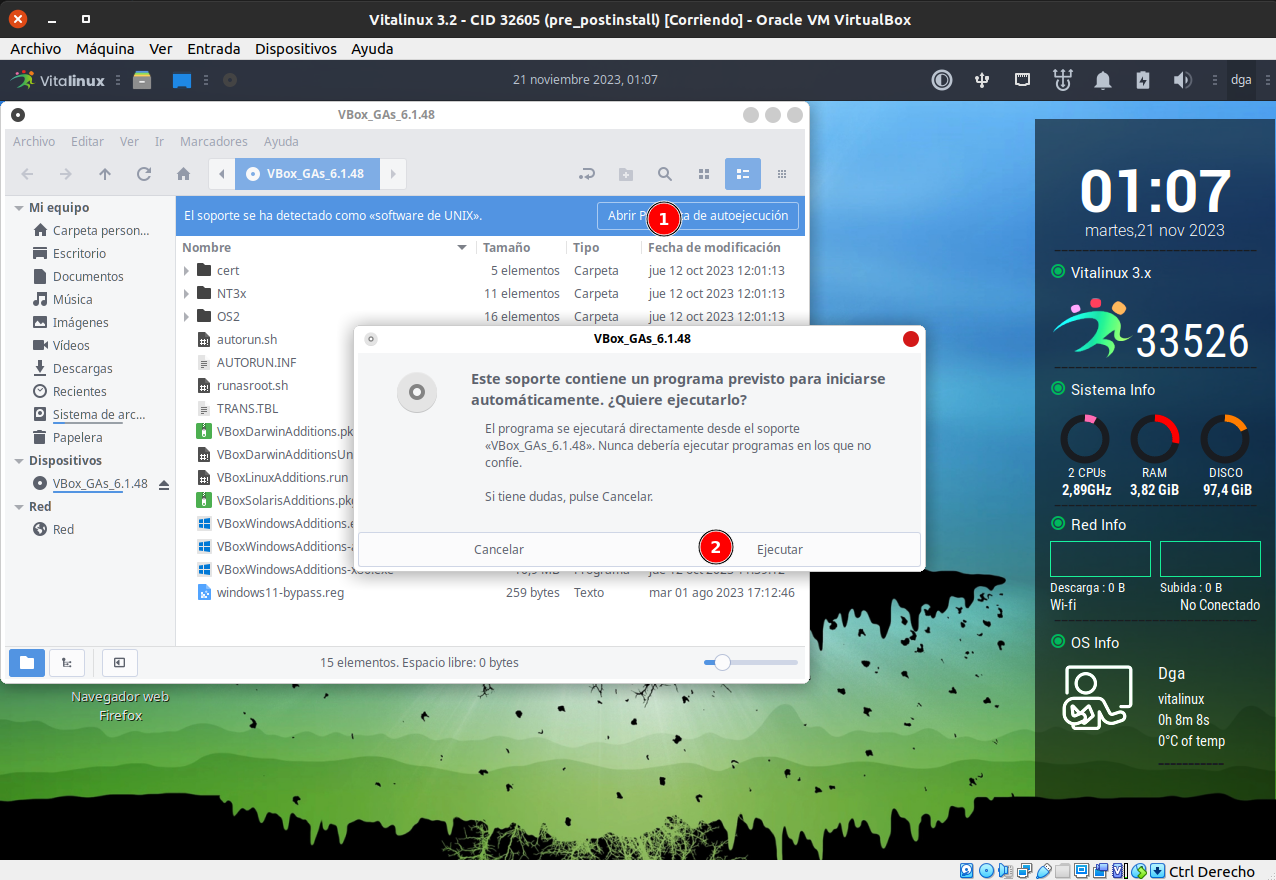 Vitalinux 3.2 - CID 32605 (pre_postinstall) [Corriendo] - Oracle VM VirtualBox
Archivo Máquina Ver Entrada Dispositivos Ayuda
Vitalinux 21 noviembre 2023, 01:07 dga
VBox_GAs_6.1.48
Archivo Editar Ver Ir Marcadores Ayuda
VBox_GAs_6.1.48
Mi equipo
Carpeta person...
Escritorio
Documentos
Música
Imágenes
Vídeos
Descargas
Recientes
Sistema de arc...
Papelera
Dispositivos
VBox_GAs_6.1.48
Red
Red
El soporte se ha detectado como «software de UNIX».
Abrir P a de autoejecución
1
Nombre Tamaño Tipo Fecha de modificación
cert 5 elementos Carpeta jue 12 oct 2023 12:01:13
NT3x 11 elementos Carpeta jue 12 oct 2023 12:01:13
OS2 16 elementos Carpeta jue 12 oct 2023 12:01:13
autorun.sh
AUTORUN.INF
runasroot.sh
TRANS.TBL
VBoxDarwinAdditions.pk
VBoxDarwinAdditionsUn
VBoxLinuxAdditions.run
VBoxSolarisAdditions.pkg
VBoxWindowsAdditions.e
VBoxWindowsAdditions-a
VBoxWindowsAdditions-x86.exe 16,9 MB Programa jue 12 oct 2023 11:59:12
windows11-bypass.reg 259 bytes Texto mar 01 ago 2023 17:12:46
15 elementos. Espacio libre: 0 bytes
VBox_GAs_6.1.48
Este soporte contiene un programa previsto para iniciarse
automáticamente. ¿Quiere ejecutarlo?
El programa se ejecutará directamente desde el soporte
«VBox_GAs_6.1.48». Nunca debería ejecutar programas en los que no
confíe.
Si tiene dudas, pulse Cancelar.
Cancelar
2
Ejecutar
Navegador web
Firefox
01:07
martes,21 nov 2023
Vitalinux 3.x
33526
Sistema Info
2 CPUs RAM DISCO
2,89GHz 3,82 GiB 97,4 GiB
Red Info
Descarga : 0 B Subida : 0 B
Wi-fi No Conectado
OS Info
Dga
vitalinux
0h 8m 8s
0°C of temp
-----------
Ctrl Derecho